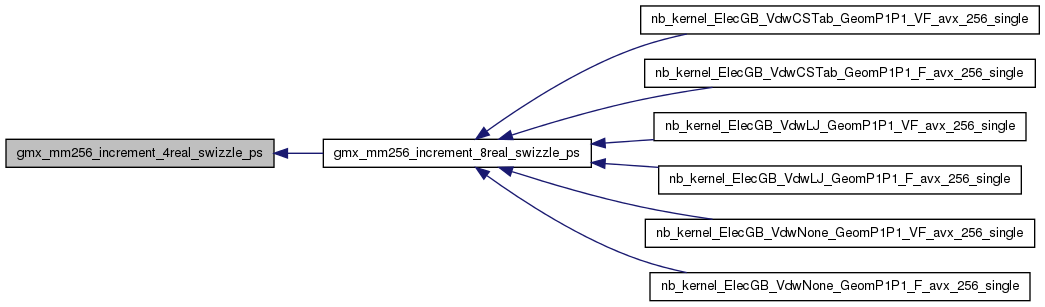 nb_kernel_ElecGB_VdwCSTab_GeomP1P1_VF_avx_256_single
nb_kernel_ElecGB_VdwCSTab_GeomP1P1_F_avx_256_single
nb_kernel_ElecGB_VdwLJ_GeomP1P1_VF_avx_256_single
gmx_mm256_increment_4real_swizzle_ps
gmx_mm256_increment_8real_swizzle_ps
nb_kernel_ElecGB_VdwLJ_GeomP1P1_F_avx_256_single
nb_kernel_ElecGB_VdwNone_GeomP1P1_VF_avx_256_single
nb_kernel_ElecGB_VdwNone_GeomP1P1_F_avx_256_single